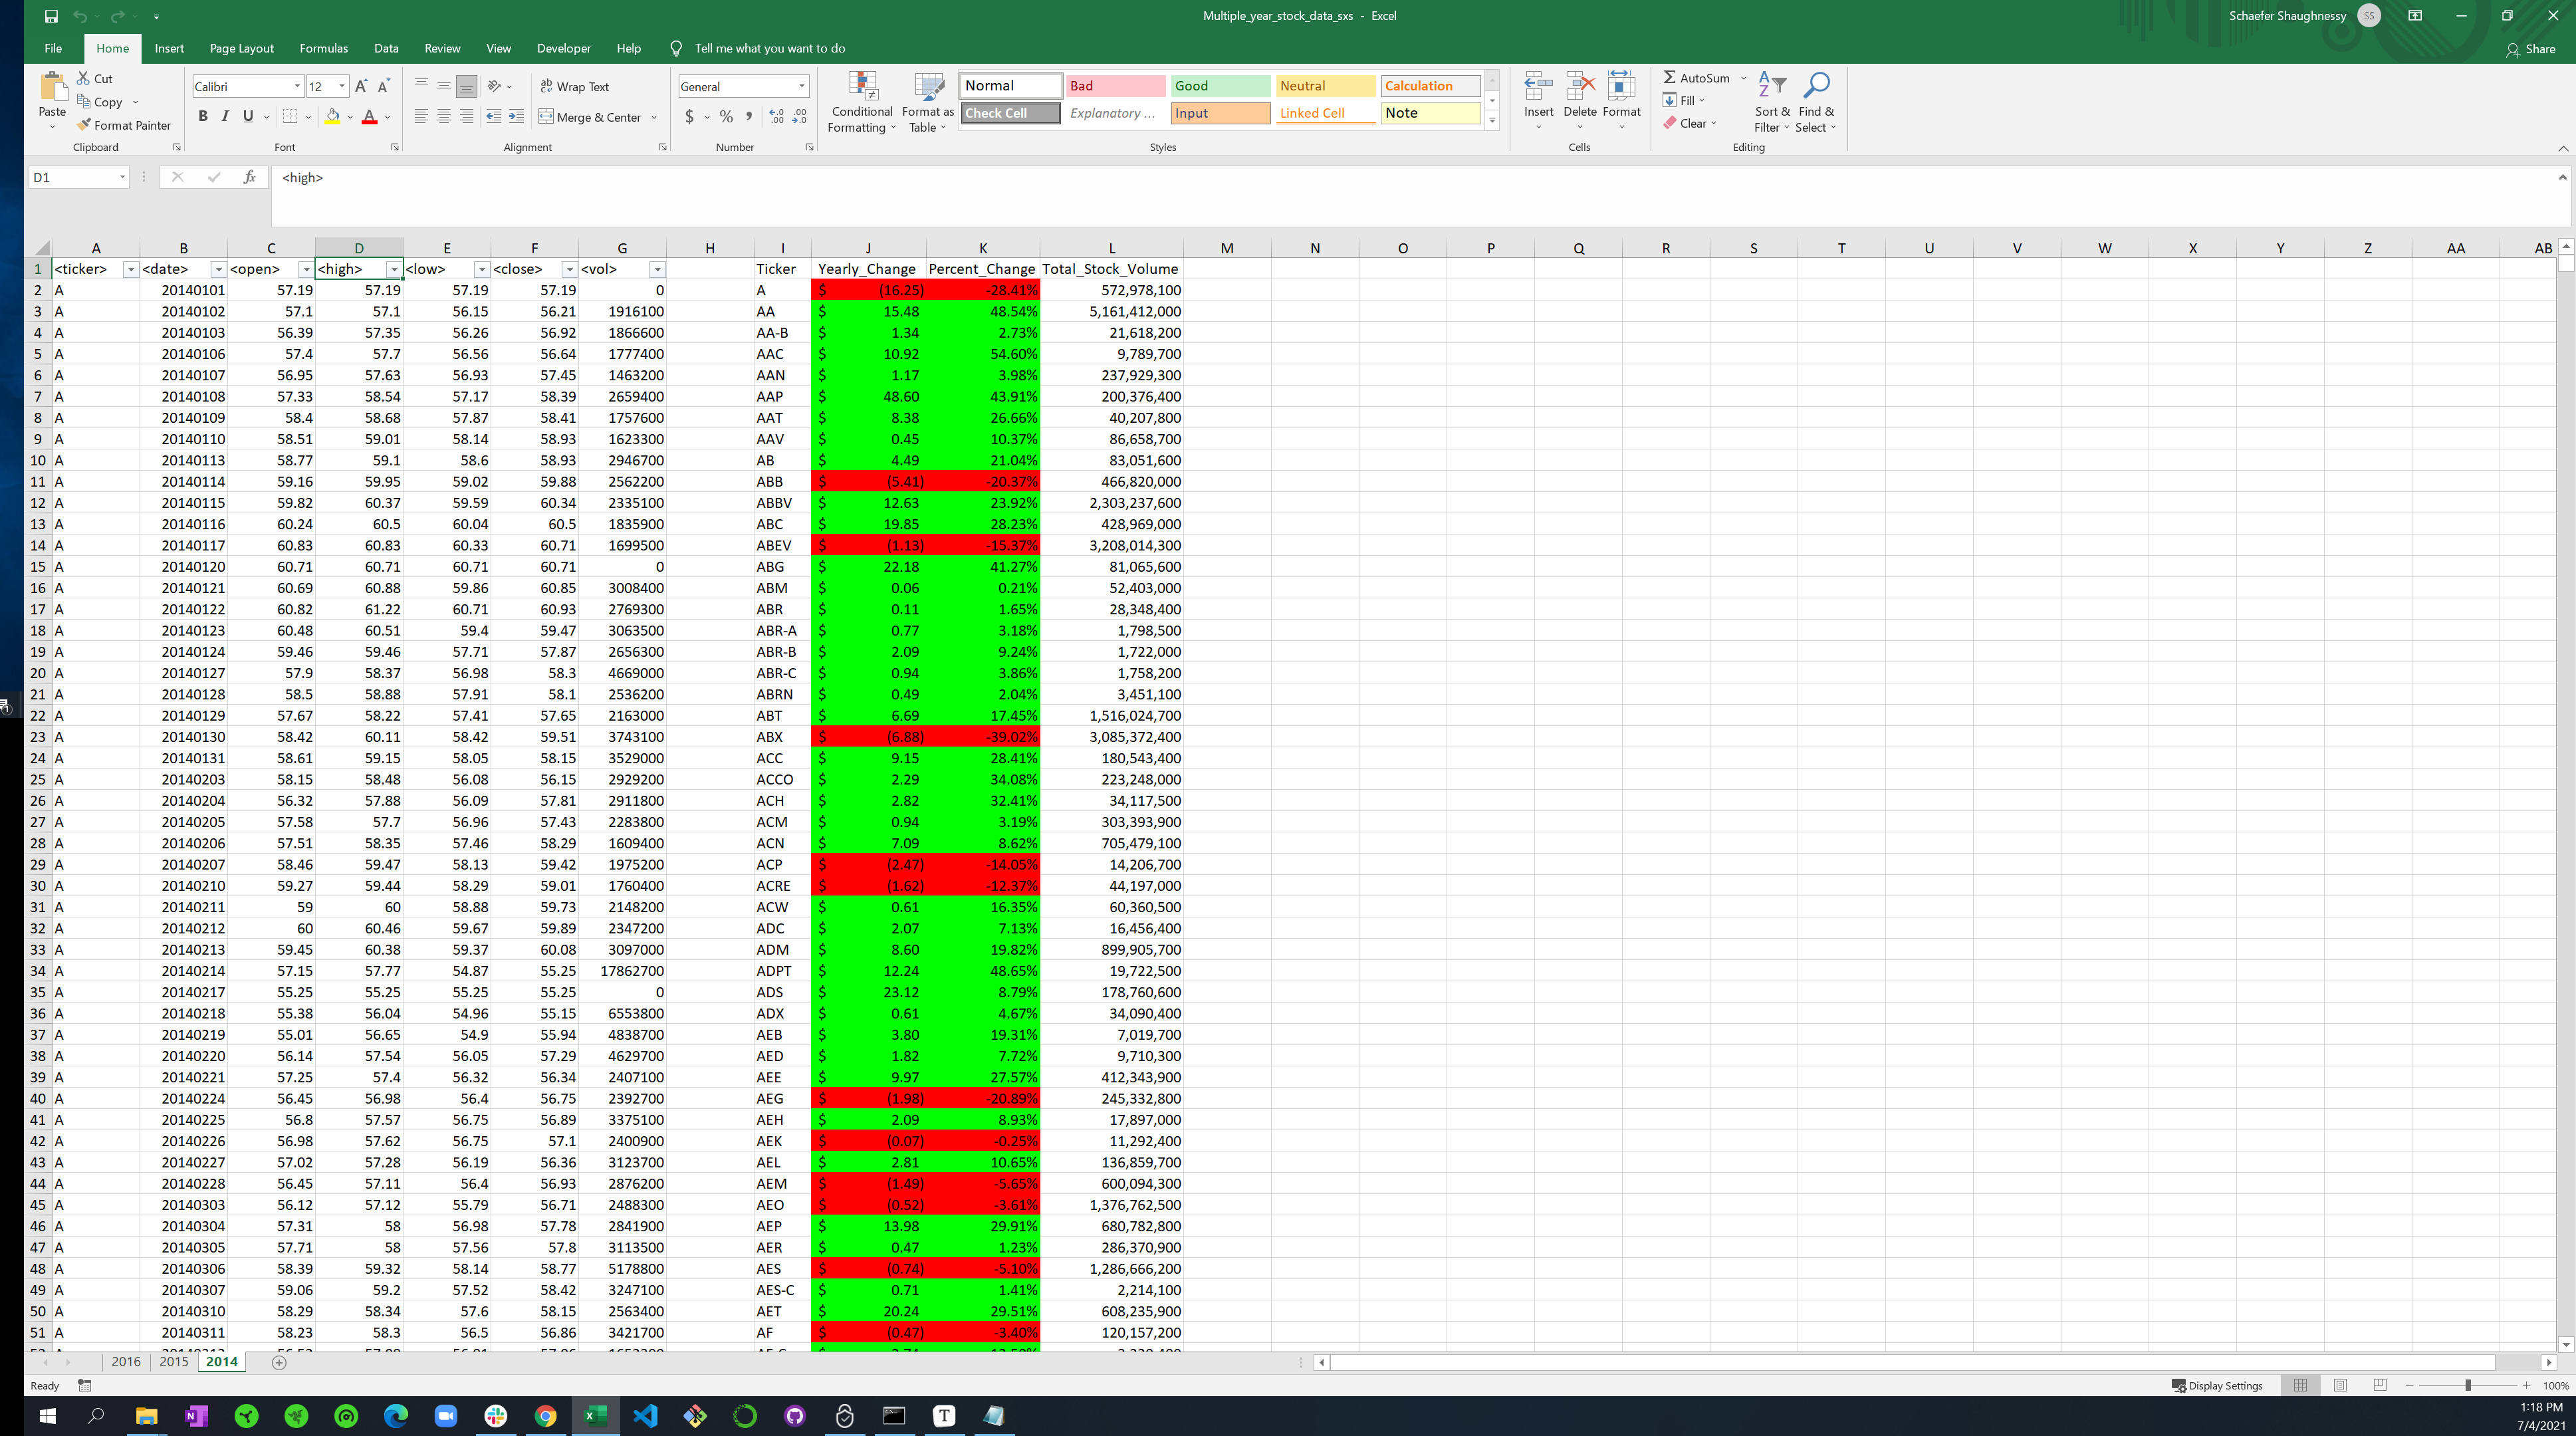 Multiple_year_stock_data_sxs - Excel
Schaefer Shaughnessy SS
File Home Insert Page Layout Formulas Data Review View Developer Help Tell me what you want to do Share
Paste Cut Copy Format Painter
Calibri 12 B I U
Wrap Text Merge & Center
General $ % ,
Conditional Formatting Format as Table
Normal Bad Good Neutral Calculation
Check Cell Explanatory ... Input Linked Cell Note
Insert Delete Format
AutoSum Fill Clear
Sort & Filter Find & Select
Clipboard Font Alignment Number Styles Cells Editing
D1 fx <high>
A B C D E F G H I J K L M N O P Q R S T U V W X Y Z AA AB
1 <ticker> <date> <open> <high> <low> <close> <vol> Ticker Yearly_Change Percent_Change Total_Stock_Volume
2 A 20140101 57.19 57.19 57.19 57.19 0 A $ (16.25) -28.41% 572,978,100
3 A 20140102 57.1 57.1 56.15 56.21 1916100 AA $ 15.48 48.54% 5,161,412,000
4 A 20140103 56.39 57.35 56.26 56.92 1866600 AA-B $ 1.34 2.73% 21,618,200
5 A 20140106 57.4 57.7 56.56 56.64 1777400 AAC $ 10.92 54.60% 9,789,700
6 A 20140107 56.95 57.63 56.93 57.45 1463200 AAN $ 1.17 3.98% 237,929,300
7 A 20140108 57.33 58.54 57.17 58.39 2659400 AAP $ 48.60 43.91% 200,376,400
8 A 20140109 58.4 58.68 57.87 58.41 1757600 AAT $ 8.38 26.66% 40,207,800
9 A 20140110 58.51 59.01 58.14 58.93 1623300 AAV $ 0.45 10.37% 86,658,700
10 A 20140113 58.77 59.1 58.6 58.93 2946700 AB $ 4.49 21.04% 83,051,600
11 A 20140114 59.16 59.95 59.02 59.88 2562200 ABB $ (5.41) -20.37% 466,820,000
12 A 20140115 59.82 60.37 59.59 60.34 2335100 ABBV $ 12.63 23.92% 2,303,237,600
13 A 20140116 60.24 60.5 60.04 60.5 1835900 ABC $ 19.85 28.23% 428,969,000
14 A 20140117 60.83 60.83 60.33 60.71 1699500 ABEV $ (1.13) -15.37% 3,208,014,300
15 A 20140120 60.71 60.71 60.71 60.71 0 ABG $ 22.18 41.27% 81,065,600
16 A 20140121 60.69 60.88 59.86 60.85 3008400 ABM $ 0.06 0.21% 52,403,000
17 A 20140122 60.82 61.22 60.71 60.93 2769300 ABR $ 0.11 1.65% 28,348,400
18 A 20140123 60.48 60.51 59.4 59.47 3063500 ABR-A $ 0.77 3.18% 1,798,500
19 A 20140124 59.46 59.46 57.71 57.87 2656300 ABR-B $ 2.09 9.24% 1,722,000
20 A 20140127 57.9 58.37 56.98 58.3 4669000 ABR-C $ 0.94 3.86% 1,758,200
21 A 20140128 58.5 58.88 57.91 58.1 2536200 ABRN $ 0.49 2.04% 3,451,100
22 A 20140129 57.67 58.22 57.41 57.65 2163000 ABT $ 6.69 17.45% 1,516,024,700
23 A 20140130 58.42 60.11 58.42 59.51 3743100 ABX $ (6.88) -39.02% 3,085,372,400
24 A 20140131 58.61 59.15 58.05 58.15 3529000 ACC $ 9.15 28.41% 180,543,400
25 A 20140203 58.15 58.48 56.08 56.15 2929200 ACCO $ 2.29 34.08% 223,248,000
26 A 20140204 56.32 57.88 56.09 57.81 2911800 ACH $ 2.82 32.41% 34,117,500
27 A 20140205 57.58 57.7 56.96 57.43 2283800 ACM $ 0.94 3.19% 303,393,900
28 A 20140206 57.51 58.35 57.46 58.29 1609400 ACN $ 7.09 8.62% 705,479,100
29 A 20140207 58.46 59.47 58.13 59.42 1975200 ACP $ (2.47) -14.05% 14,206,700
30 A 20140210 59.27 59.44 58.29 59.01 1760400 ACRE $ (1.62) -12.37% 44,197,000
31 A 20140211 59 60 58.88 59.73 2148200 ACW $ 0.61 16.35% 60,360,500
32 A 20140212 60 60.46 59.67 59.89 2347200 ADC $ 2.07 7.13% 16,456,400
33 A 20140213 59.45 60.38 59.37 60.08 3097000 ADM $ 8.60 19.82% 899,905,700
34 A 20140214 57.15 57.77 54.87 55.25 17862700 ADPT $ 12.24 48.65% 19,722,500
35 A 20140217 55.25 55.25 55.25 55.25 0 ADS $ 23.12 8.79% 178,760,600
36 A 20140218 55.38 56.04 54.96 55.15 6553800 ADX $ 0.61 4.67% 34,090,400
37 A 20140219 55.01 56.65 54.9 55.94 4838700 AEB $ 3.80 19.31% 7,019,700
38 A 20140220 56.14 57.54 56.05 57.29 4629700 AED $ 1.82 7.72% 9,710,300
39 A 20140221 57.25 57.4 56.32 56.34 2407100 AEE $ 9.97 27.57% 412,343,900
40 A 20140224 56.45 56.98 56.4 56.75 2392700 AEG $ (1.98) -20.89% 245,332,800
41 A 20140225 56.8 57.57 56.75 56.89 3375100 AEH $ 2.09 8.93% 17,897,000
42 A 20140226 56.98 57.62 56.75 57.1 2400900 AEK $ (0.07) -0.25% 11,292,400
43 A 20140227 57.02 57.28 56.19 56.36 3123700 AEL $ 2.81 10.65% 136,859,700
44 A 20140228 56.45 57.11 56.4 56.93 2876200 AEM $ (1.49) -5.65% 600,094,300
45 A 20140303 56.12 57.12 55.79 56.71 2488300 AEO $ (0.52) -3.61% 1,376,762,500
46 A 20140304 57.31 58 56.98 57.78 2841900 AEP $ 13.98 29.91% 680,782,800
47 A 20140305 57.71 58 57.56 57.8 3113500 AER $ 0.47 1.23% 286,370,900
48 A 20140306 58.39 59.32 58.14 58.77 5178800 AES $ (0.74) -5.10% 1,286,666,200
49 A 20140307 59.06 59.2 57.52 58.42 3247100 AES-C $ 0.71 1.41% 2,214,100
50 A 20140310 58.29 58.34 57.6 58.15 2563400 AET $ 20.24 29.51% 608,235,900
51 A 20140311 58.23 58.3 56.5 56.86 3421700 AF $ (0.47) -3.40% 120,157,200
2016 2015 2014
Ready Display Settings 100%
1:18 PM
7/4/2021